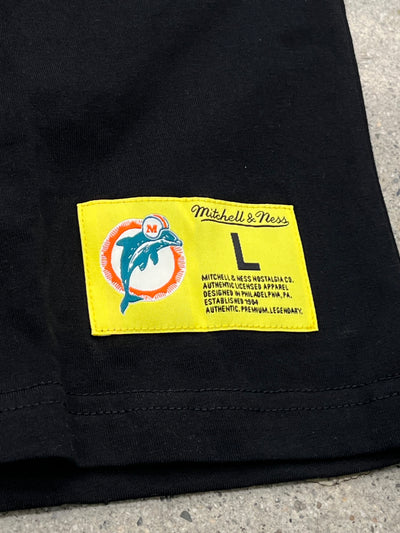 M
Mitchell & Ness
L
MITCHELL & NESS NOSTALGIA CO.
AUTHENTIC LICENSED APPAREL
DESIGNED IN PHILADELPHIA, PA.
ESTABLISHED 1904
AUTHENTIC. PREMIUM. LEGENDARY.